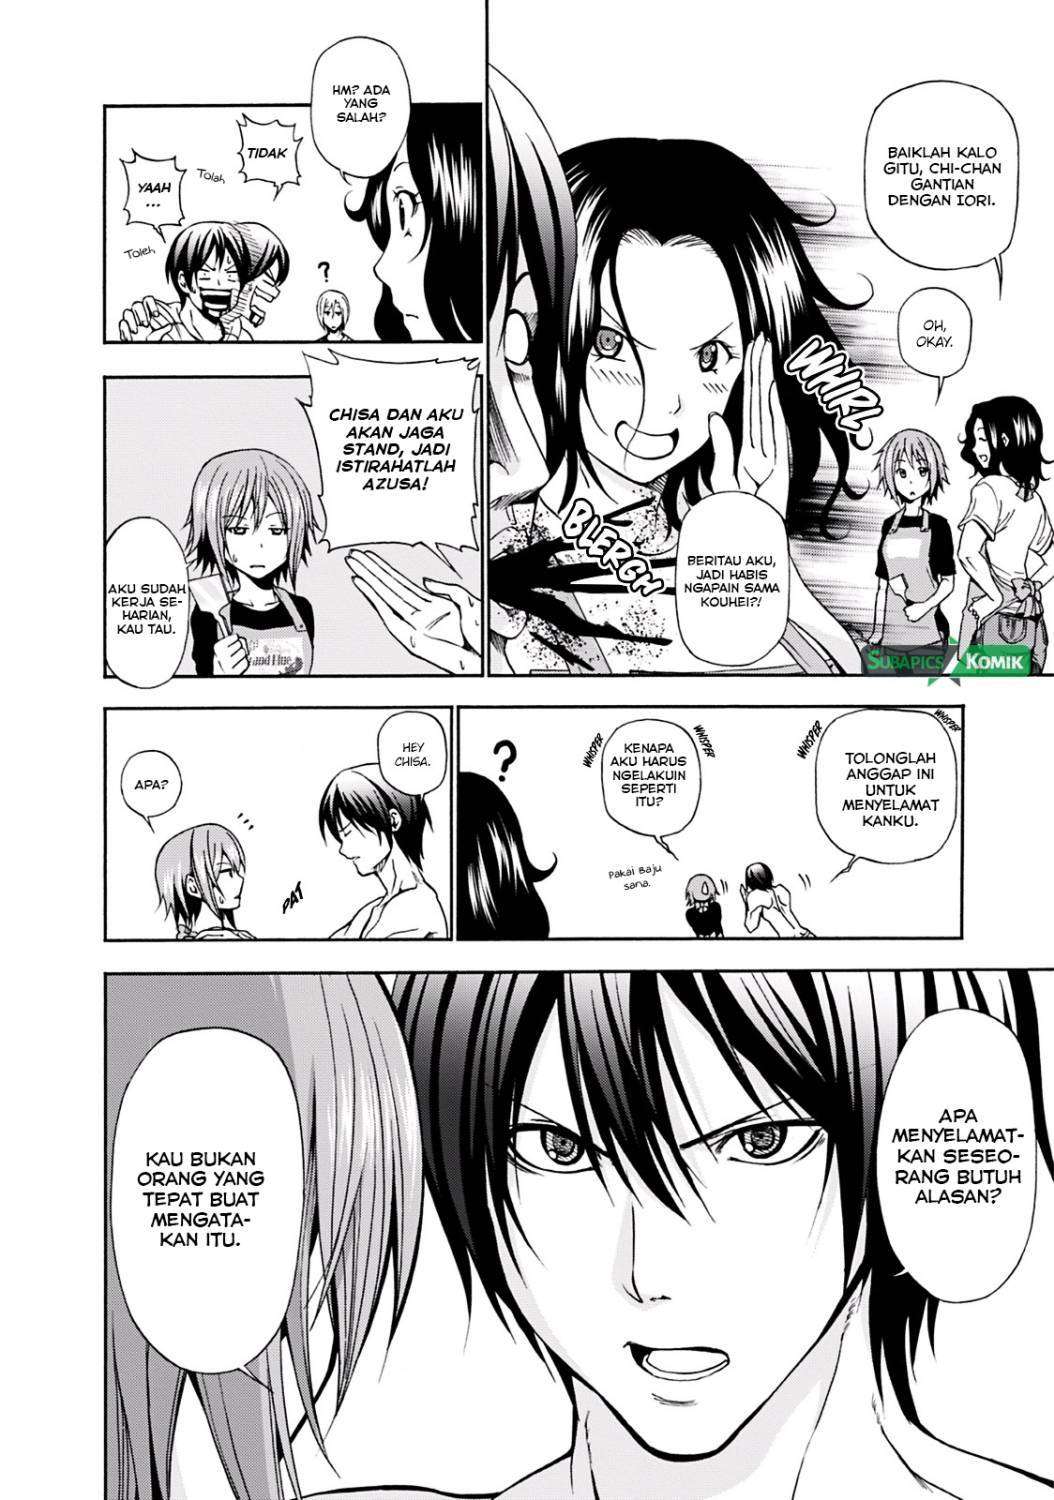 BAIKLAH KALO
GITU, CHI-CHAN
GANTIAN
DENGAN IORI.
OH,
OKAY.
WHIRL
BERITAU AKU,
JADI HABIS
NGAPAIN SAMA
KOUHEI?!
BLERGH
HM? ADA
YANG
SALAH?
TIDAK
Tolah
YAAH
...
Toleh
?
CHISA DAN AKU
AKAN JAGA
STAND, JADI
ISTIRAHATLAH
AZUSA!
AKU SUDAH
KERJA SE-
HARIAN,
KAU TAU.
and Blue
SUBAPICS KOMIK
WHISPER
TOLONGLAH
ANGGAP INI
UNTUK
MENYELAMAT
KANKU.
WHISPER
WHISPER
KENAPA
AKU HARUS
NGELAKUIN
SEPERTI
ITU?
WHISPER
Pakai Baju
sana.
?
HEY
CHISA.
APA?
PAT
APA
MENYELAMAT-
KAN SESEO-
RANG BUTUH
ALASAN?
KAU BUKAN
ORANG YANG
TEPAT BUAT
MENGATA-
KAN ITU.